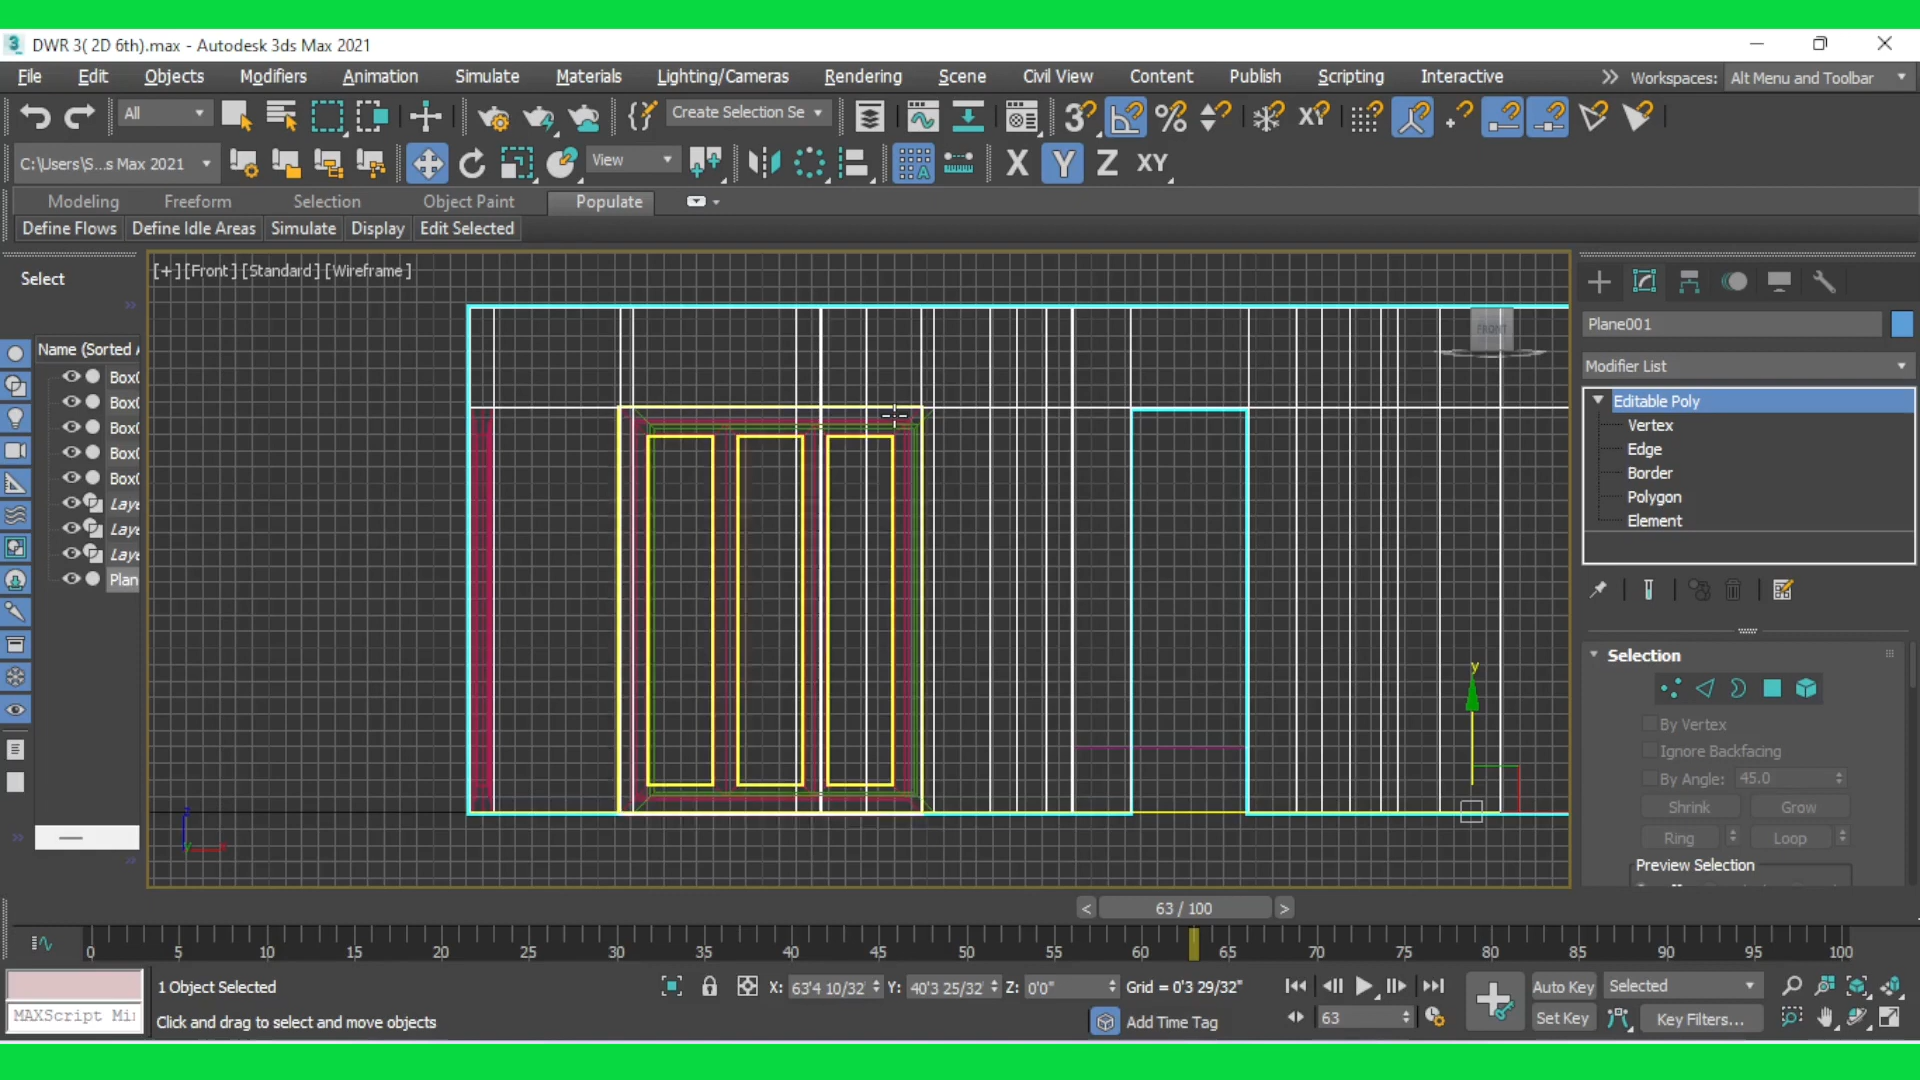 DWR 3( 2D 6th).max - Autodesk 3ds Max 2021
File Edit Objects Modifiers Animation Simulate Materials Lighting/Cameras Rendering Scene Civil View Content Publish Scripting Interactive Workspaces: Alt Menu and Toolbar
All Create Selection Se
C:\Users\S...s Max 2021 View X Y Z XY
Modeling Freeform Selection Object Paint Populate
Define Flows Define Idle Areas Simulate Display Edit Selected
Select
[+] [Front] [Standard] [Wireframe]
FRONT
Plane001
Name (Sorted
Modifier List
Box
Editable Poly
Box
Vertex
Box
Edge
Box
Border
Box
Polygon
Laye
Element
Laye
Laye
Plan
Selection
By Vertex
Ignore Backfacing
By Angle: 45.0
Shrink Grow
Ring Loop
Preview Selection
y
< 63 / 100 >
0 5 10 15 20 25 30 35 40 45 50 55 60 65 70 75 80 85 90 95 100
1 Object Selected X: 63'4 10/32' Y: 40'3 25/32' Z: 0'0" Grid = 0'3 29/32" Auto Key Selected
MAXScript Mi Click and drag to select and move objects Add Time Tag 63 Set Key Key Filters...